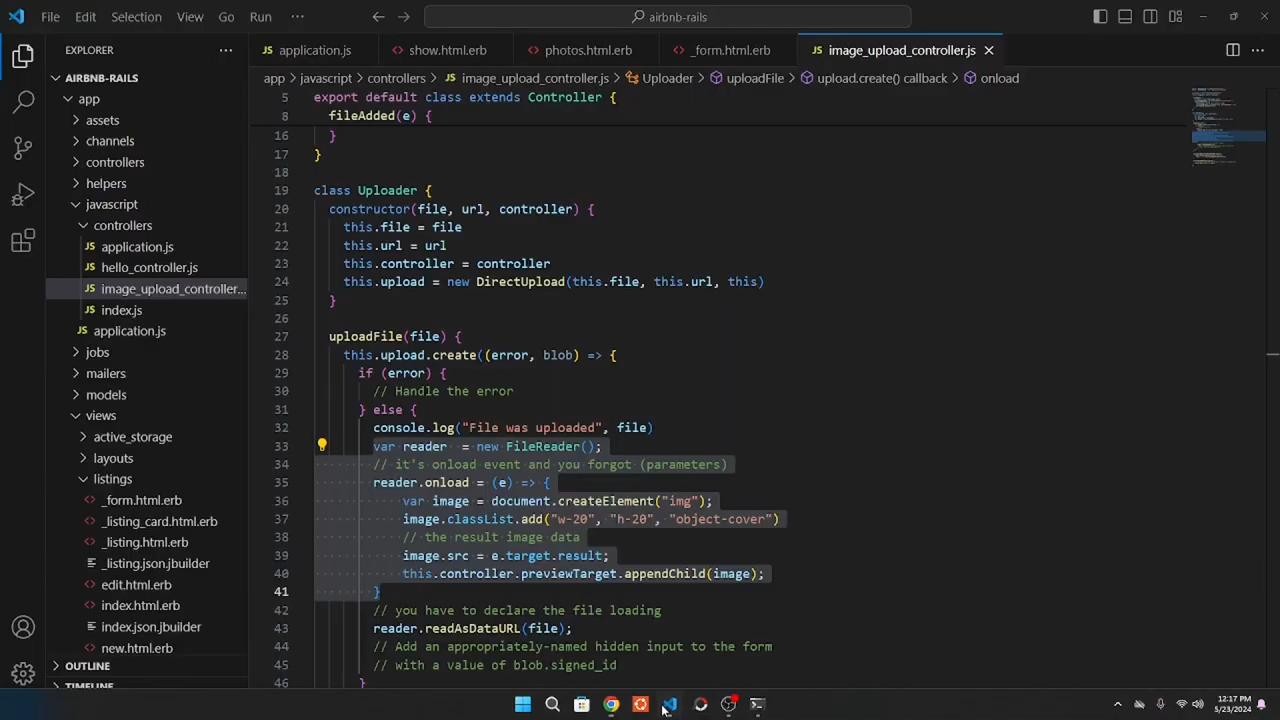 File Edit Selection View Go Run ··· airbnb-rails
EXPLORER ···
application.js show.html.erb photos.html.erb _form.html.erb JS image_upload_controller.js
AIRBNB-RAILS
app > javascript > controllers > JS image_upload_controller.js > Uploader > uploadFile > upload.create() callback > onload
app
assets
channels
controllers
helpers
javascript
controllers
JS application.js
JS hello_controller.js
JS image_upload_controller...
JS index.js
JS application.js
jobs
mailers
models
views
active_storage
layouts
listings
_form.html.erb
_listing_card.html.erb
_listing.html.erb
_listing.json.jbuilder
edit.html.erb
index.html.erb
index.json.jbuilder
new.html.erb
OUTLINE
TIMELINE
5 export default class extends Controller {
8 fileAdded(e) {
16 }
17 }
18
19 class Uploader {
20 constructor(file, url, controller) {
21 this.file = file
22 this.url = url
23 this.controller = controller
24 this.upload = new DirectUpload(this.file, this.url, this)
25 }
26
27 uploadFile(file) {
28 this.upload.create((error, blob) => {
29 if (error) {
30 // Handle the error
31 } else {
32 console.log("File was uploaded", file)
33 var reader  = new FileReader();
34 // it's onload event and you forgot (parameters)
35 reader.onload = (e) => {
36 var image = document.createElement("img");
37 image.classList.add("w-20", "h-20", "object-cover")
38 // the result image data
39 image.src = e.target.result;
40 this.controller.previewTarget.appendChild(image);
41 }
42 // you have to declare the file loading
43 reader.readAsDataURL(file);
44 // Add an appropriately-named hidden input to the form
45 // with a value of blob.signed_id
46 }
12:17 PM
5/23/2024